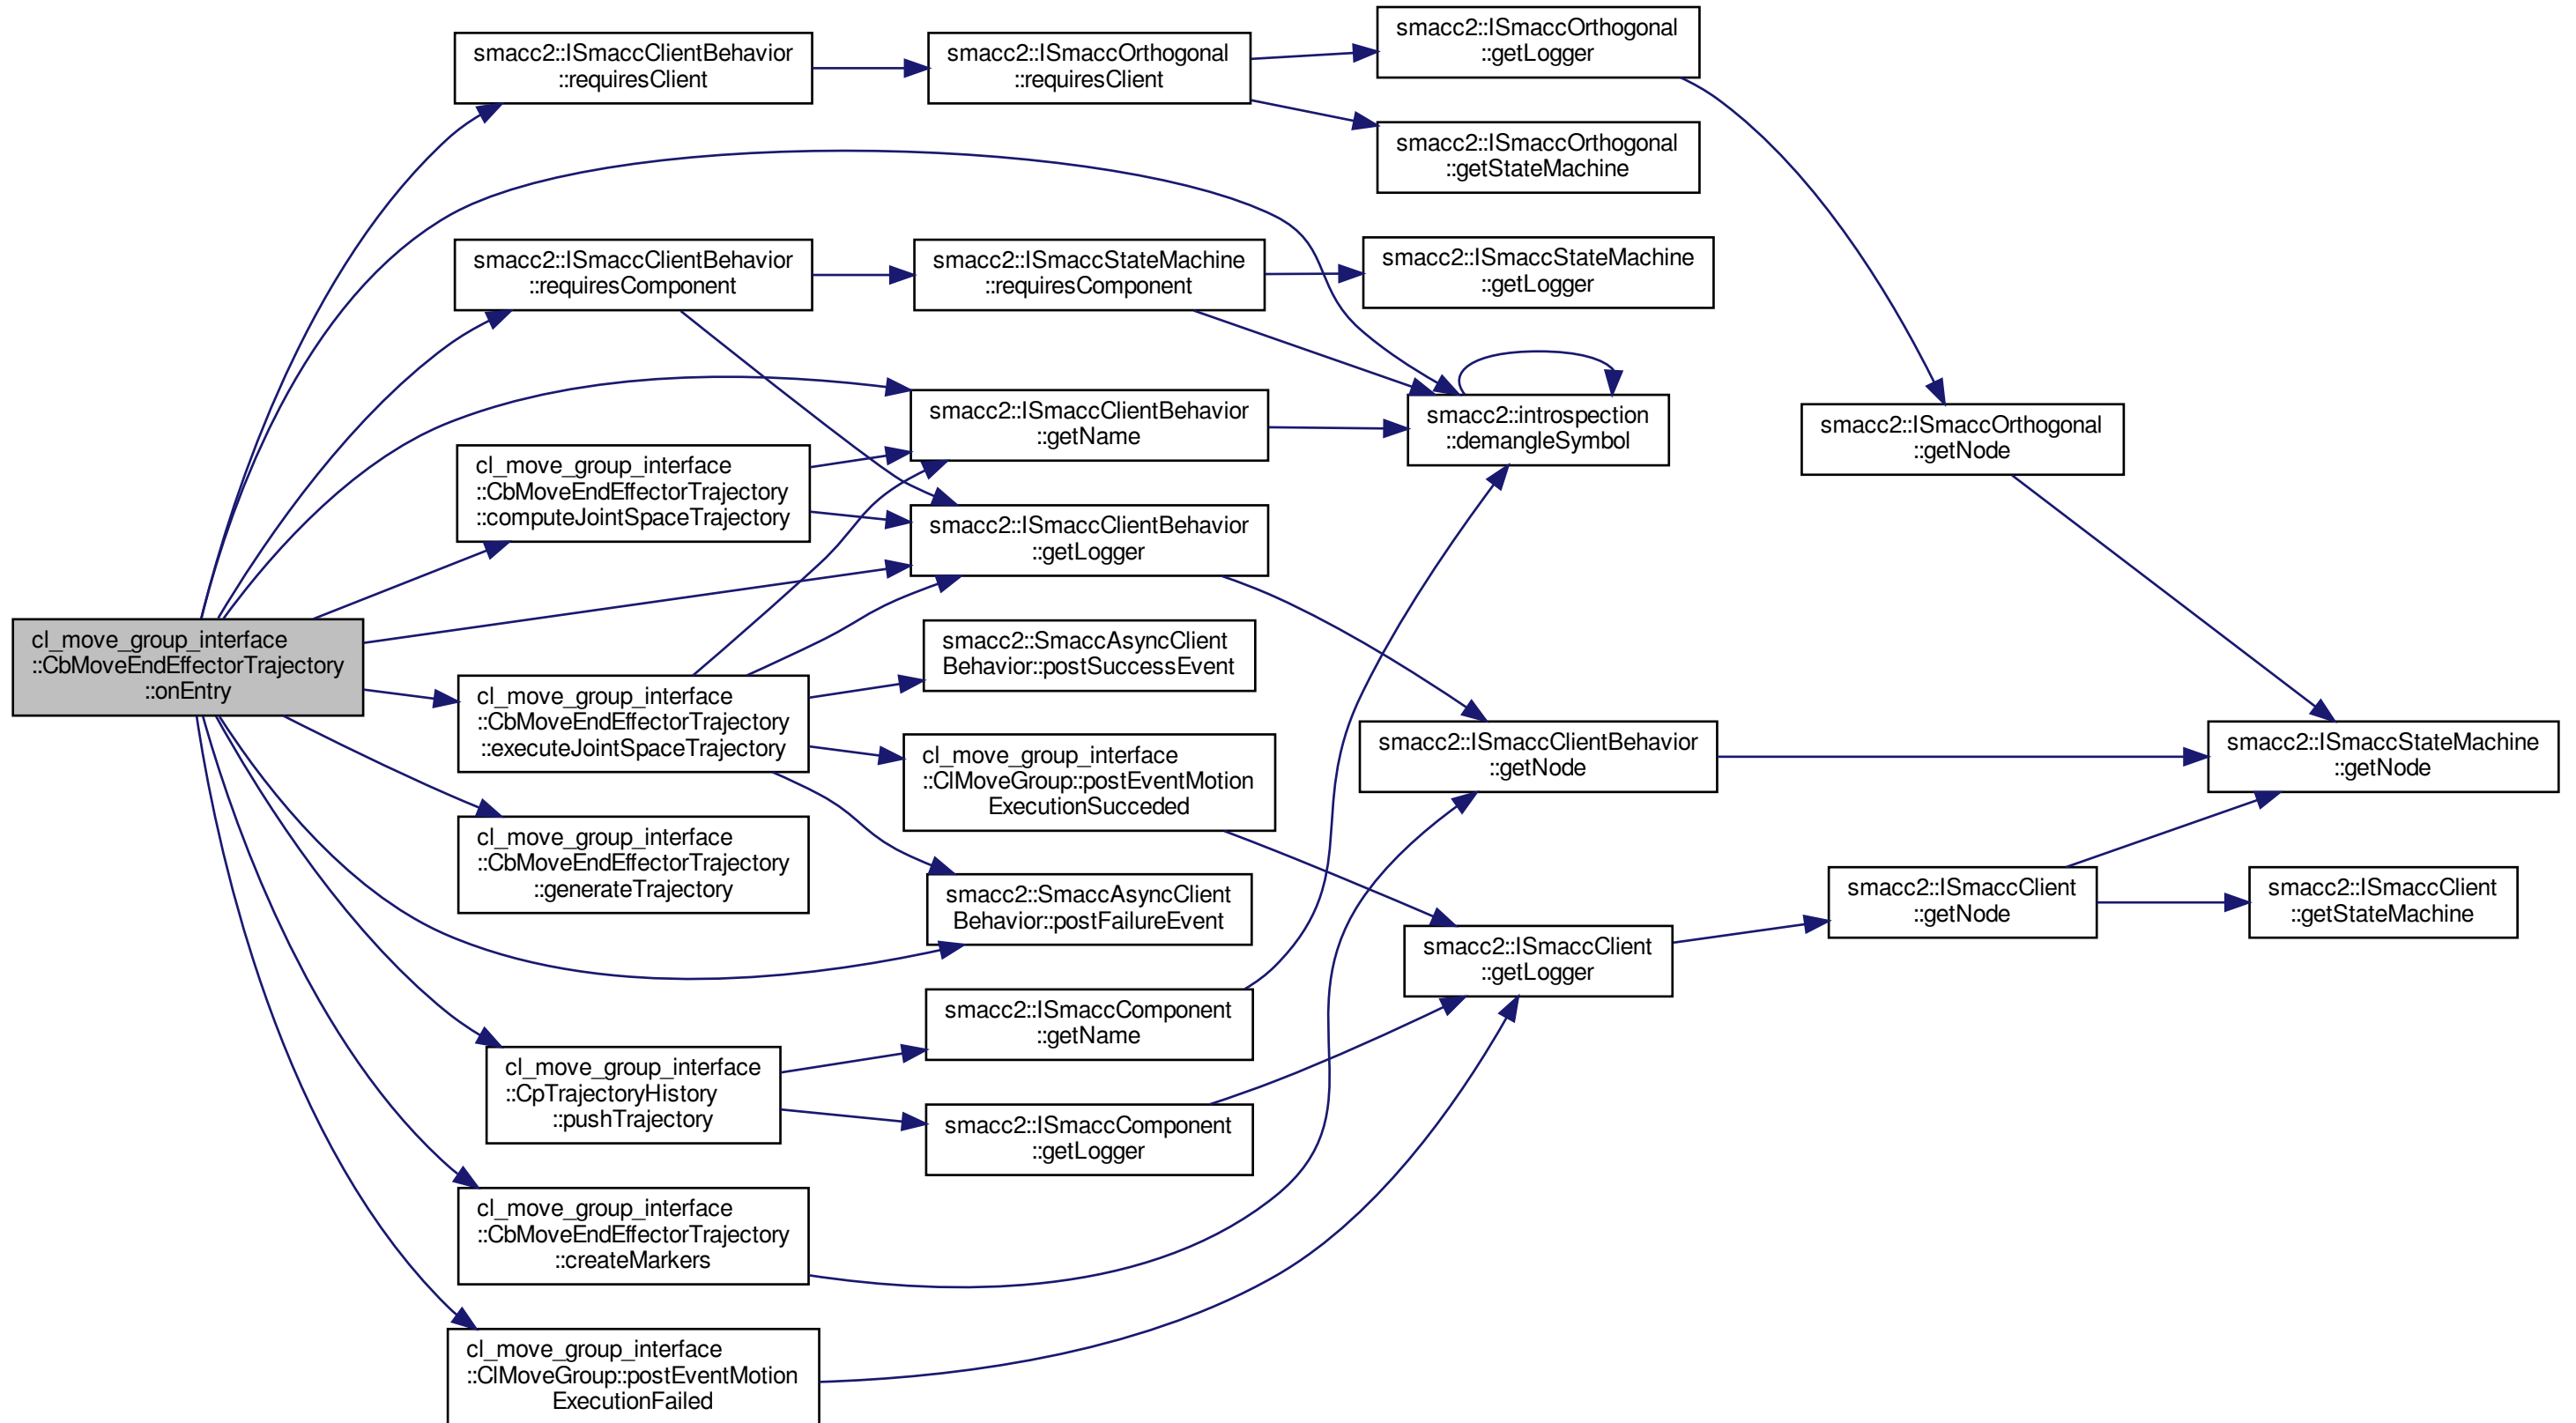 smacc2::ISmaccClientBehavior
::requiresClient
smacc2::ISmaccOrthogonal
::requiresClient
smacc2::ISmaccOrthogonal
::getLogger
smacc2::ISmaccOrthogonal
::getStateMachine
smacc2::ISmaccClientBehavior
::requiresComponent
smacc2::ISmaccStateMachine
::requiresComponent
smacc2::ISmaccStateMachine
::getLogger
smacc2::ISmaccClientBehavior
::getName
smacc2::introspection
::demangleSymbol
smacc2::ISmaccOrthogonal
::getNode
cl_move_group_interface
::CbMoveEndEffectorTrajectory
::computeJointSpaceTrajectory
smacc2::ISmaccClientBehavior
::getLogger
cl_move_group_interface
::CbMoveEndEffectorTrajectory
::onEntry
smacc2::SmaccAsyncClient
Behavior::postSuccessEvent
cl_move_group_interface
::CbMoveEndEffectorTrajectory
::executeJointSpaceTrajectory
cl_move_group_interface
::ClMoveGroup::postEventMotion
ExecutionSucceded
smacc2::ISmaccClientBehavior
::getNode
smacc2::ISmaccStateMachine
::getNode
cl_move_group_interface
::CbMoveEndEffectorTrajectory
::generateTrajectory
smacc2::SmaccAsyncClient
Behavior::postFailureEvent
smacc2::ISmaccClient
::getLogger
smacc2::ISmaccClient
::getNode
smacc2::ISmaccClient
::getStateMachine
smacc2::ISmaccComponent
::getName
cl_move_group_interface
::CpTrajectoryHistory
::pushTrajectory
smacc2::ISmaccComponent
::getLogger
cl_move_group_interface
::CbMoveEndEffectorTrajectory
::createMarkers
cl_move_group_interface
::ClMoveGroup::postEventMotion
ExecutionFailed